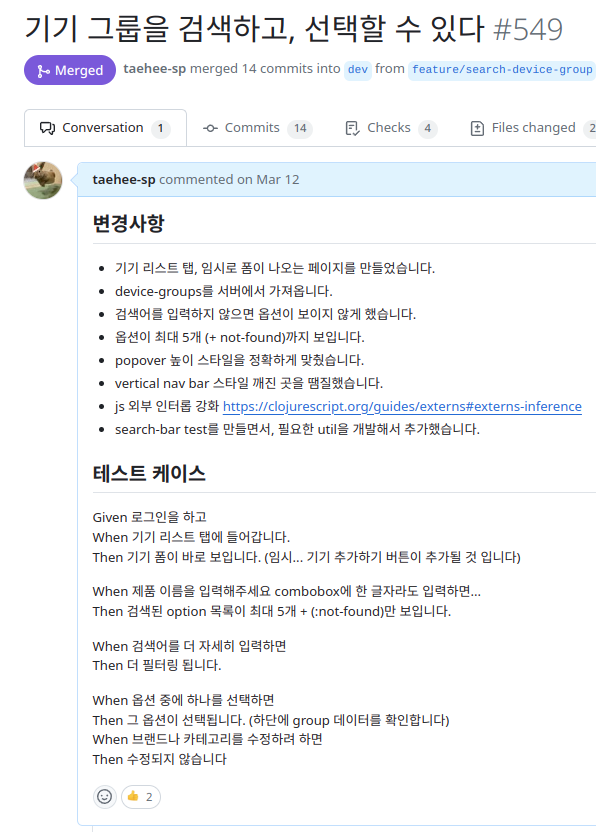 기기 그룹을 검색하고, 선택할 수 있다 #549
Merged taehee-sp merged 14 commits into dev from feature/search-device-group
Conversation 1 Commits 14 Checks 4 Files changed 2
taehee-sp commented on Mar 12
변경사항
기기 리스트 탭, 임시로 폼이 나오는 페이지를 만들었습니다.
device-groups를 서버에서 가져옵니다.
검색어를 입력하지 않으면 옵션이 보이지 않게 했습니다.
옵션이 최대 5개 (+ not-found)까지 보입니다.
popover 높이 스타일을 정확하게 맞췄습니다.
vertical nav bar 스타일 깨진 곳을 땜질했습니다.
js 외부 인터롭 강화 https://clojurescript.org/guides/externs#externs-inference
search-bar test를 만들면서, 필요한 util을 개발해서 추가했습니다.
테스트 케이스
Given 로그인을 하고
When 기기 리스트 탭에 들어갑니다.
Then 기기 폼이 바로 보입니다. (임시... 기기 추가하기 버튼이 추가될 것 입니다)
When 제품 이름을 입력해주세요 combobox에 한 글자라도 입력하면...
Then 검색된 option 목록이 최대 5개 + (:not-found)만 보입니다.
When 검색어를 더 자세히 입력하면
Then 더 필터링 됩니다.
When 옵션 중에 하나를 선택하면
Then 그 옵션이 선택됩니다. (하단에 group 데이터를 확인합니다)
When 브랜드나 카테고리를 수정하려 하면
Then 수정되지 않습니다
2